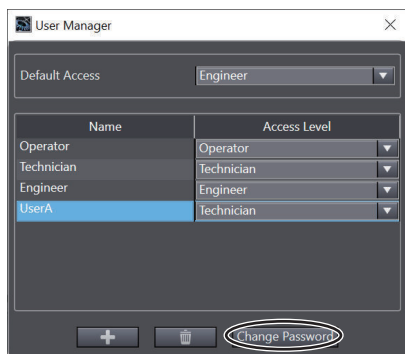 User Manager
Default Access Engineer
Name Access Level
Operator Operator
Technician Technician
Engineer Engineer
UserA Technician
Change Password